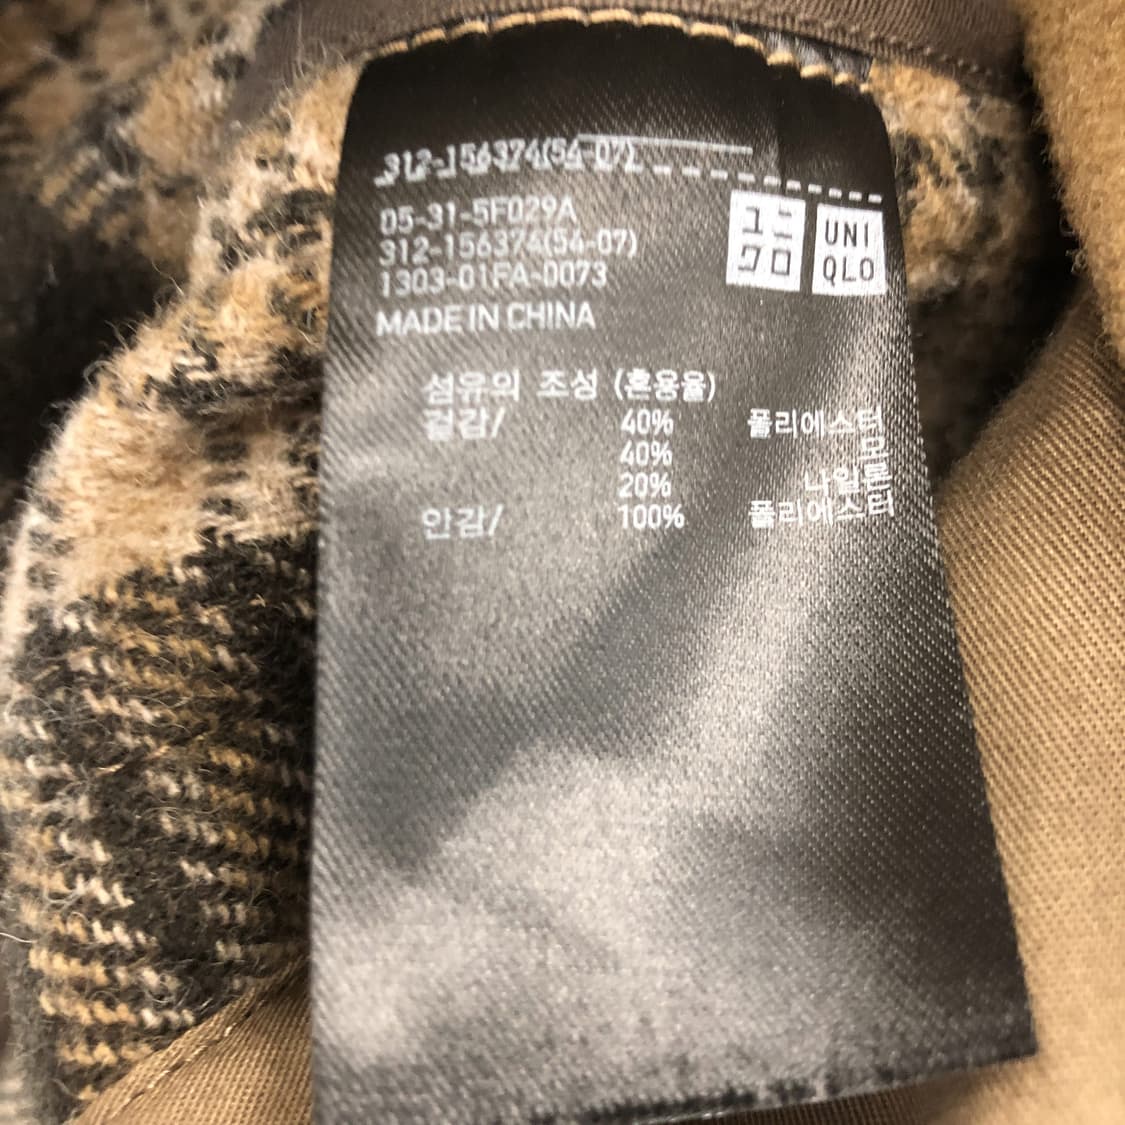 312-156374(54-07)
05-31-5F029A
312-156374(54-07)
1303-01FA-0073
MADE IN CHINA
ユニ
クロ
UNI
QLO
섬유의 조성 (혼용율)
겉감/ 40% 폴리에스터
40% 모
20% 나일론
안감/ 100% 폴리에스터